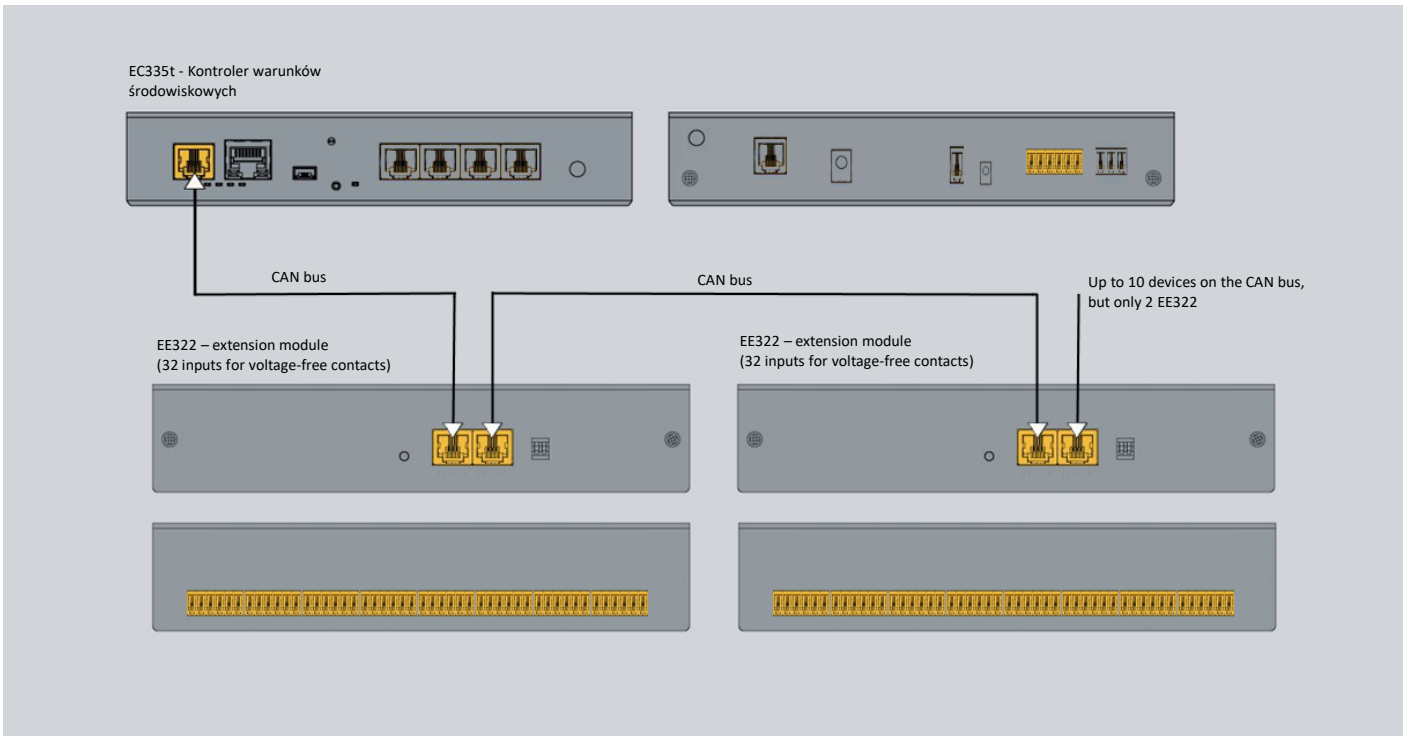 EC335t - Kontroler warunków
środowiskowych
CAN bus
CAN bus
Up to 10 devices on the CAN bus,
but only 2 EE322
EE322 – extension module
(32 inputs for voltage-free contacts)
EE322 – extension module
(32 inputs for voltage-free contacts)